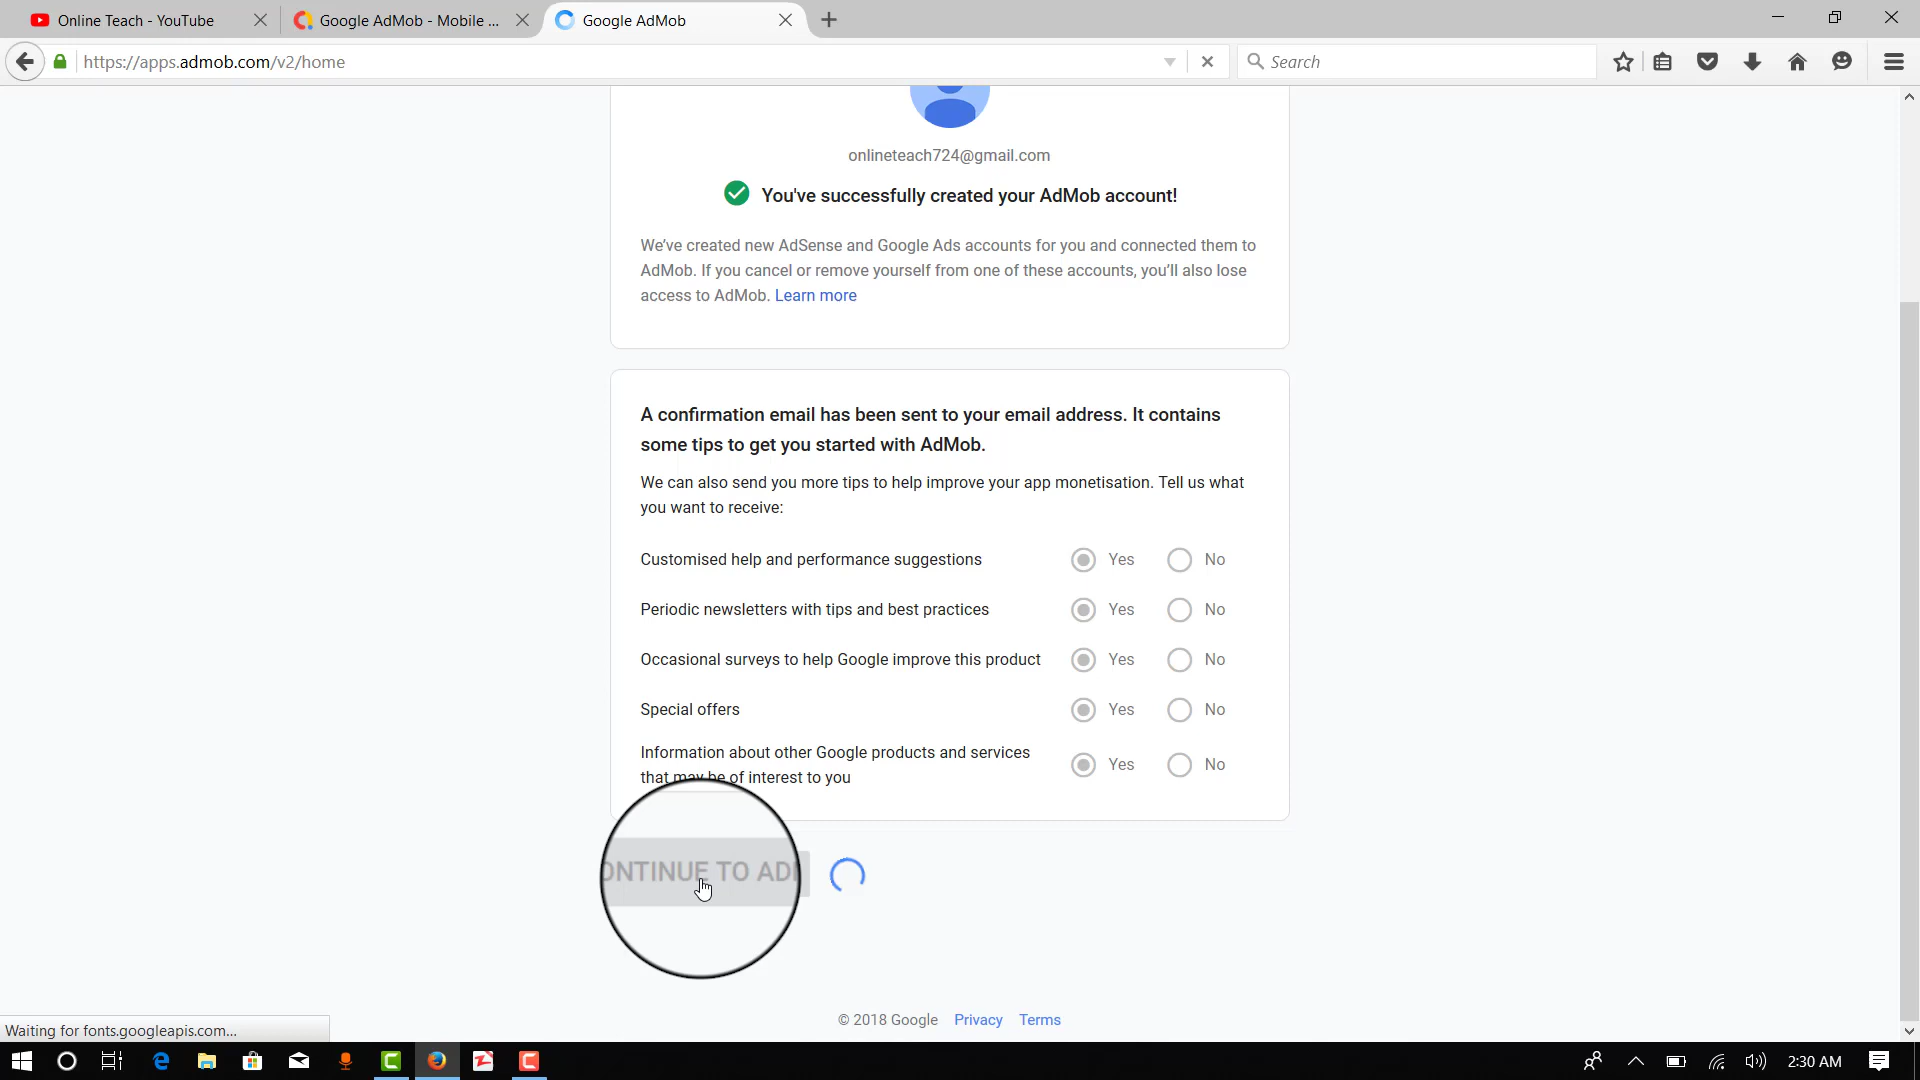 Online Teach - YouTube
Google AdMob - Mobile ...
Google AdMob
https://apps.admob.com/v2/home
Search
onlineteach724@gmail.com
You've successfully created your AdMob account!
We've created new AdSense and Google Ads accounts for you and connected them to
AdMob. If you cancel or remove yourself from one of these accounts, you'll also lose
access to AdMob. Learn more
A confirmation email has been sent to your email address. It contains
some tips to get you started with AdMob.
We can also send you more tips to help improve your app monetisation. Tell us what
you want to receive:
Customised help and performance suggestions Yes No
Periodic newsletters with tips and best practices Yes No
Occasional surveys to help Google improve this product Yes No
Special offers Yes No
Information about other Google products and services
that may be of interest to you Yes No
ONTINUE TO AD
© 2018 Google Privacy Terms
Waiting for fonts.googleapis.com...
2:30 AM